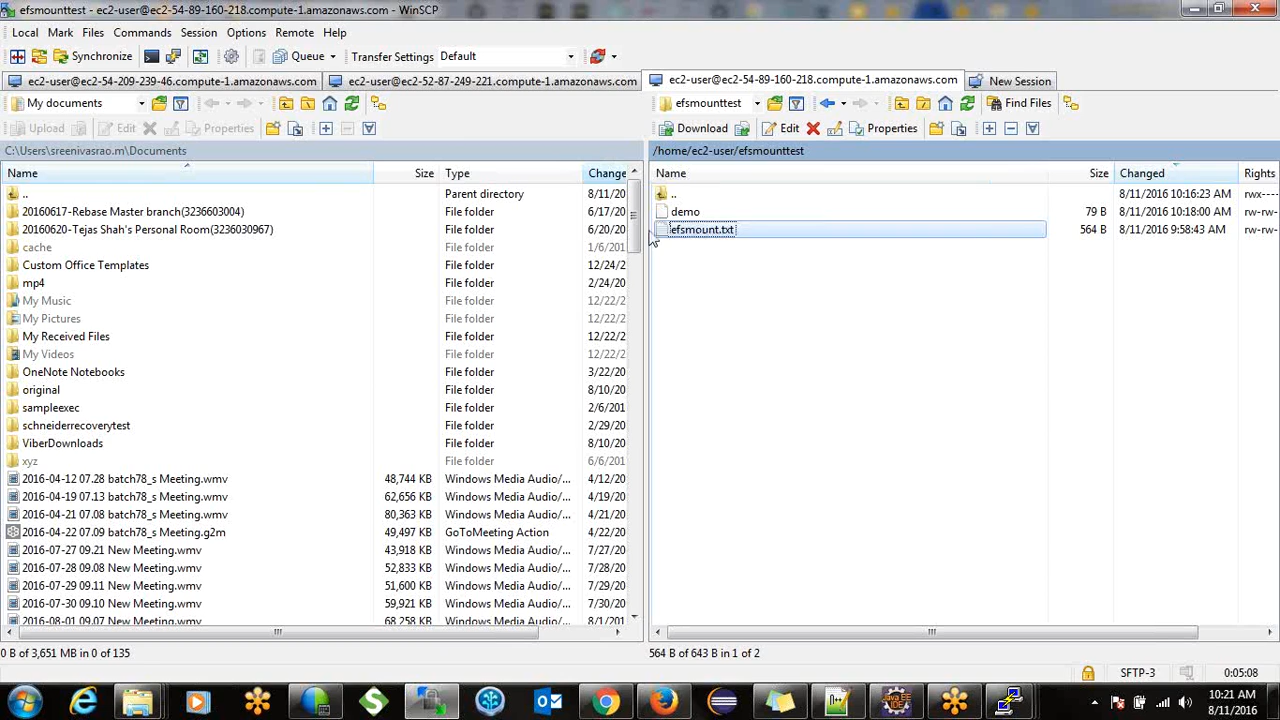 efsmounttest - ec2-user@ec2-54-89-160-218.compute-1.amazonaws.com - WinSCP
Local Mark Files Commands Session Options Remote Help
Synchronize Queue Transfer Settings Default
ec2-user@ec2-54-209-239-46.compute-1.amazonaws.com ec2-user@ec2-52-87-249-221.compute-1.amazonaws.com ec2-user@ec2-54-89-160-218.compute-1.amazonaws.com New Session
My documents efsmounttest Find Files
Upload Edit Properties Download Edit Properties
C:\Users\sreenivasrao.m\Documents /home/ec2-user/efsmounttest
Name Size Type Change Name Size Changed Rights
.. Parent directory 8/11/20 .. 8/11/2016 10:16:23 AM rwx----
20160617-Rebase Master branch(3236603004) File folder 6/17/20 demo 79 B 8/11/2016 10:18:00 AM rw-rw-
20160620-Tejas Shah's Personal Room(3236030967) File folder 6/20/20 efsmount.txt 564 B 8/11/2016 9:58:43 AM rw-rw-
cache File folder 1/6/201
Custom Office Templates File folder 12/24/2
mp4 File folder 2/24/20
My Music File folder 12/22/2
My Pictures File folder 12/22/2
My Received Files File folder 12/22/2
My Videos File folder 12/22/2
OneNote Notebooks File folder 3/22/20
original File folder 8/10/20
sampleexec File folder 2/6/201
schneiderrecoverytest File folder 2/29/20
ViberDownloads File folder 8/10/20
xyz File folder 6/6/201
2016-04-12 07.28 batch78_s Meeting.wmv 48,744 KB Windows Media Audio/... 4/12/20
2016-04-19 07.13 batch78_s Meeting.wmv 62,656 KB Windows Media Audio/... 4/19/20
2016-04-21 07.08 batch78_s Meeting.wmv 80,363 KB Windows Media Audio/... 4/21/20
2016-04-22 07.09 batch78_s Meeting.g2m 49,497 KB GoToMeeting Action 4/22/20
2016-07-27 09.21 New Meeting.wmv 43,918 KB Windows Media Audio/... 7/27/20
2016-07-28 09.08 New Meeting.wmv 52,833 KB Windows Media Audio/... 7/28/20
2016-07-29 09.11 New Meeting.wmv 51,600 KB Windows Media Audio/... 7/29/20
2016-07-30 09.10 New Meeting.wmv 59,921 KB Windows Media Audio/... 7/30/20
2016-08-01 09.07 New Meeting.wmv 68,258 KB Windows Media Audio/... 8/1/201
0 B of 3,651 MB in 0 of 135 564 B of 643 B in 1 of 2
SFTP-3 0:05:08
10:21 AM
8/11/2016